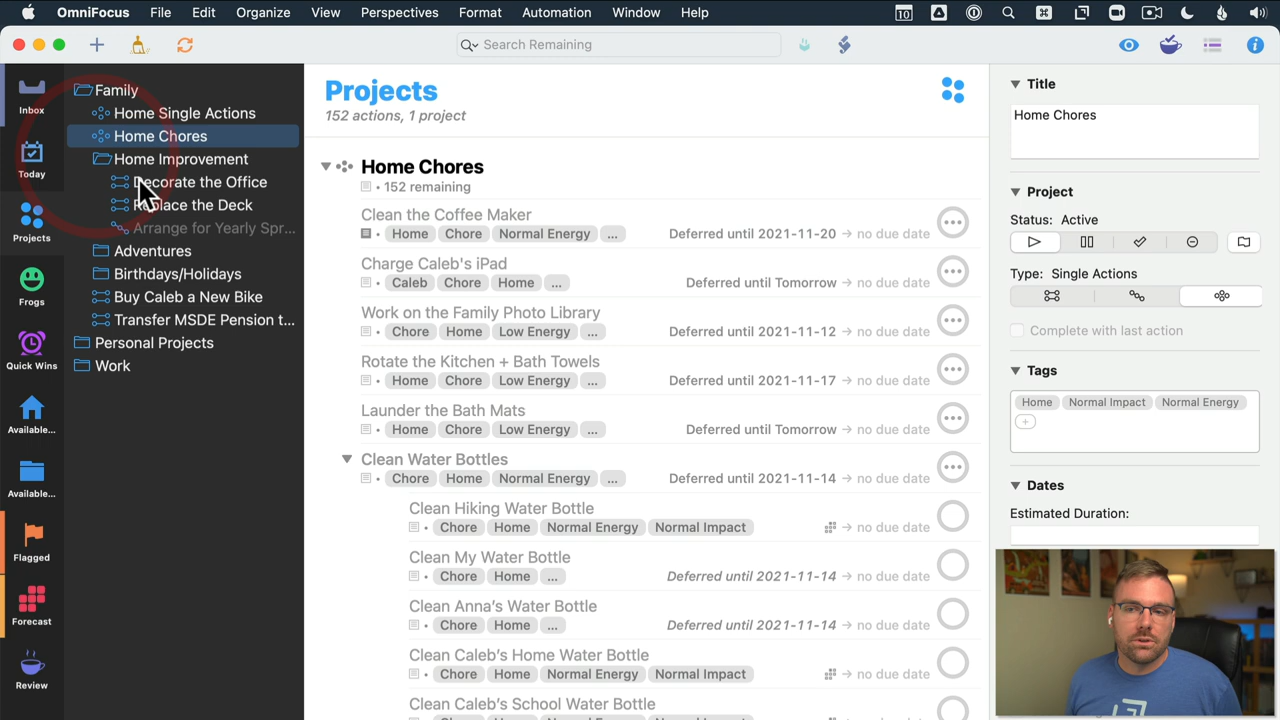 OmniFocus File Edit Organize View Perspectives Format Automation Window Help
10
Search Remaining
Inbox
Today
Projects
Frogs
Quick Wins
Available...
Available...
Flagged
Forecast
Review
Family
Home Single Actions
Home Chores
Home Improvement
Decorate the Office
the Deck
Arrange for Yearly Spr...
Adventures
Birthdays/Holidays
Buy Caleb a New Bike
Transfer MSDE Pension t...
Personal Projects
Work
Projects
152 actions, 1 project
Home Chores
• 152 remaining
Clean the Coffee Maker
• Home Chore Normal Energy ... Deferred until 2021-11-20 → no due date
Charge Caleb's iPad
• Caleb Chore Home ... Deferred until Tomorrow → no due date
Work on the Family Photo Library
• Chore Home Low Energy ... Deferred until 2021-11-12 → no due date
Rotate the Kitchen + Bath Towels
• Home Chore Low Energy ... Deferred until 2021-11-17 → no due date
Launder the Bath Mats
• Home Chore Low Energy ... Deferred until Tomorrow → no due date
Clean Water Bottles
• Chore Home Normal Energy ... Deferred until 2021-11-14 → no due date
Clean Hiking Water Bottle
• Chore Home Normal Energy Normal Impact → no due date
Clean My Water Bottle
• Chore Home ... Deferred until 2021-11-14 → no due date
Clean Anna's Water Bottle
• Chore Home ... Deferred until 2021-11-14 → no due date
Clean Caleb's Home Water Bottle
• Chore Home Normal Energy Normal Impact → no due date
Clean Caleb's School Water Bottle
Title
Home Chores
Project
Status: Active
Type: Single Actions
Complete with last action
Tags
Home Normal Impact Normal Energy
Dates
Estimated Duration: